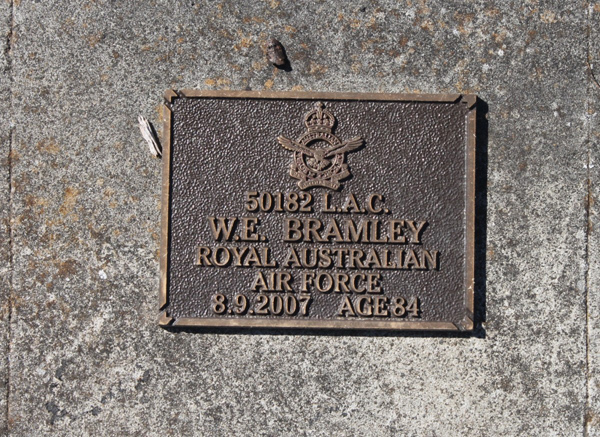 50182 L.A.C.
W.E. BRAMLEY
ROYAL AUSTRALIAN
AIR FORCE
8.9.2007 AGE 84